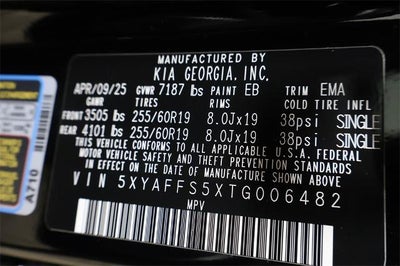 MANUFACTURED BY
KIA GEORGIA, INC.
APR/09/25 GVWR 7187 lbs PAINT EB TRIM EMA
GAWR TIRES RIMS COLD TIRE INFL
FRONT 3505 lbs 255/60R19 8.0Jx19 38psi SINGLE
REAR 4101 lbs 255/60R19 8.0Jx19 38psi SINGLE
THIS VEHICLE CONFORMS TO ALL APPLICABLE U.S.A. FEDERAL
MOTOR VEHICLE SAFETY AND THEFT PREVENTION STANDARDS
IN EFFECT ON THE DATE OF MANUFACTURE SHOWN ABOVE.
VIN 5XYAFFS5XTG006482
MPV
A710